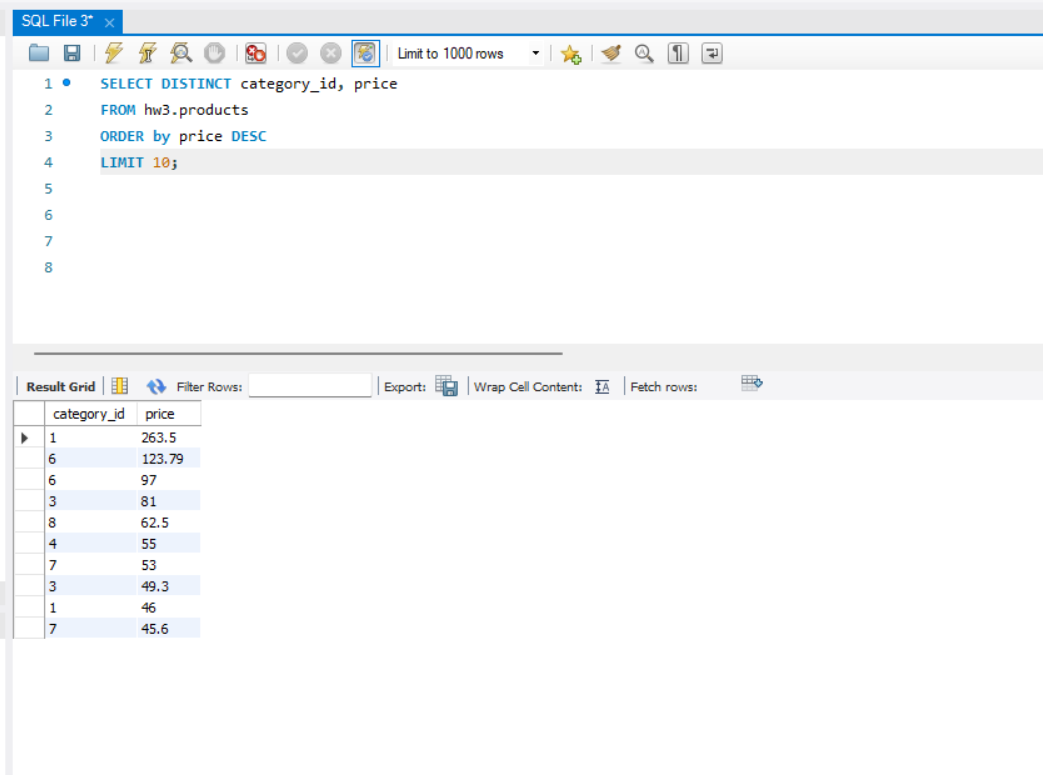 SQL File 3*
Limit to 1000 rows
1 SELECT DISTINCT category_id, price
2 FROM hw3.products
3 ORDER by price DESC
4 LIMIT 10;
5
6
7
8
Result Grid Filter Rows: Export: Wrap Cell Content: Fetch rows:
category_id price
1 263.5
6 123.79
6 97
3 81
8 62.5
4 55
7 53
3 49.3
1 46
7 45.6